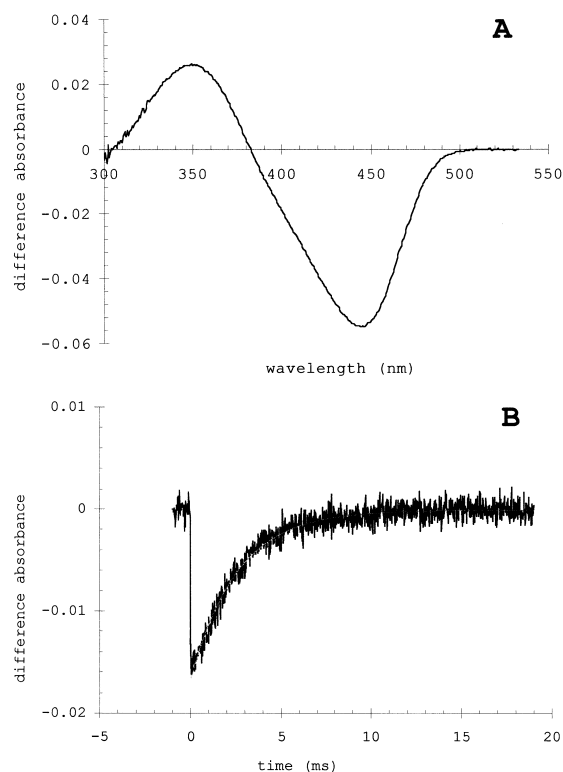 A
0.04
0.02
0
-0.02
-0.04
-0.06
300 350 400 450 500 550
difference absorbance
wavelength (nm)
B
0.01
0
-0.01
-0.02
-5 0 5 10 15 20
difference absorbance
time (ms)